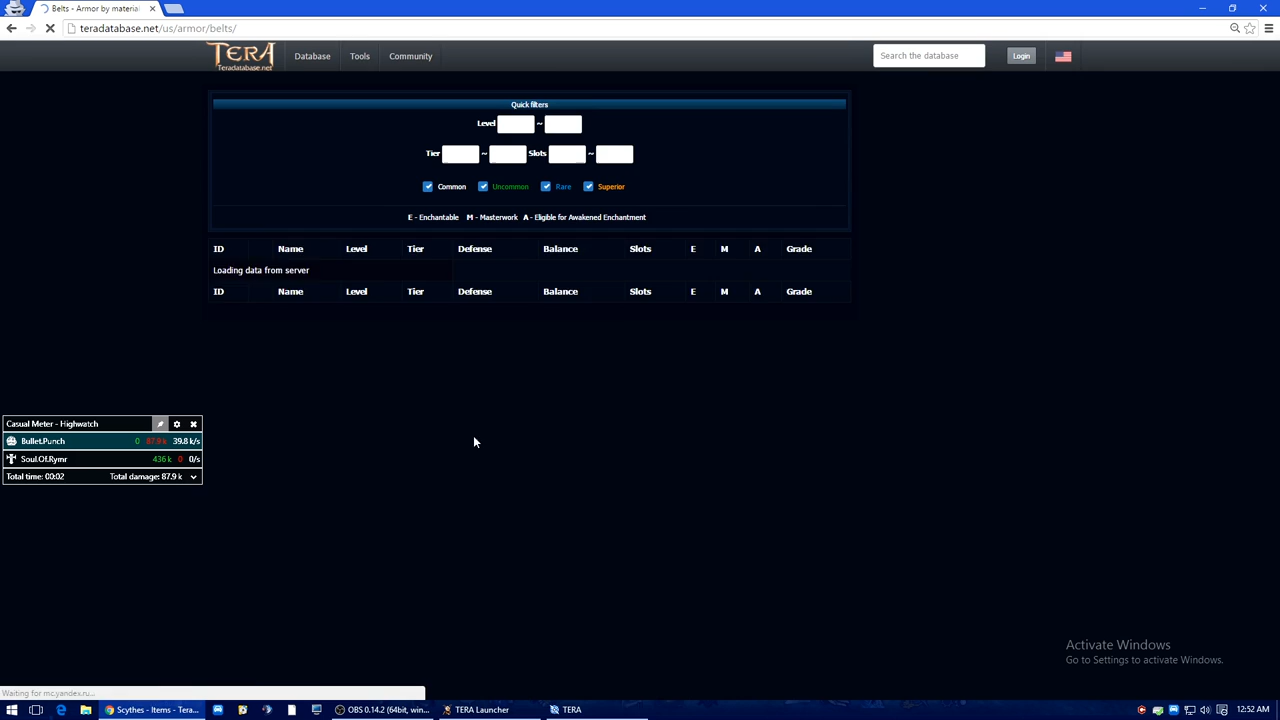 Belts - Armor by material
teradatabase.net/us/armor/belts/
TERA
Teradatabase.net
Database Tools Community
Search the database
Login
Quick filters
Level ~
Tier ~ Slots ~
Common Uncommon Rare Superior
E - Enchantable M - Masterwork A - Eligible for Awakened Enchantment
ID Name Level Tier Defense Balance Slots E M A Grade
Loading data from server
ID Name Level Tier Defense Balance Slots E M A Grade
Casual Meter - Highwatch
Bullet.Punch 0 87.9 k 39.8 k/s
Soul.Of.Rymr 436 k 0 0/s
Total time: 00:02 Total damage: 87.9 k
Activate Windows
Go to Settings to activate Windows.
Waiting for mc.yandex.ru...
Scythes - Items - Tera... OBS 0.14.2 (64bit, win... TERA Launcher TERA 12:52 AM